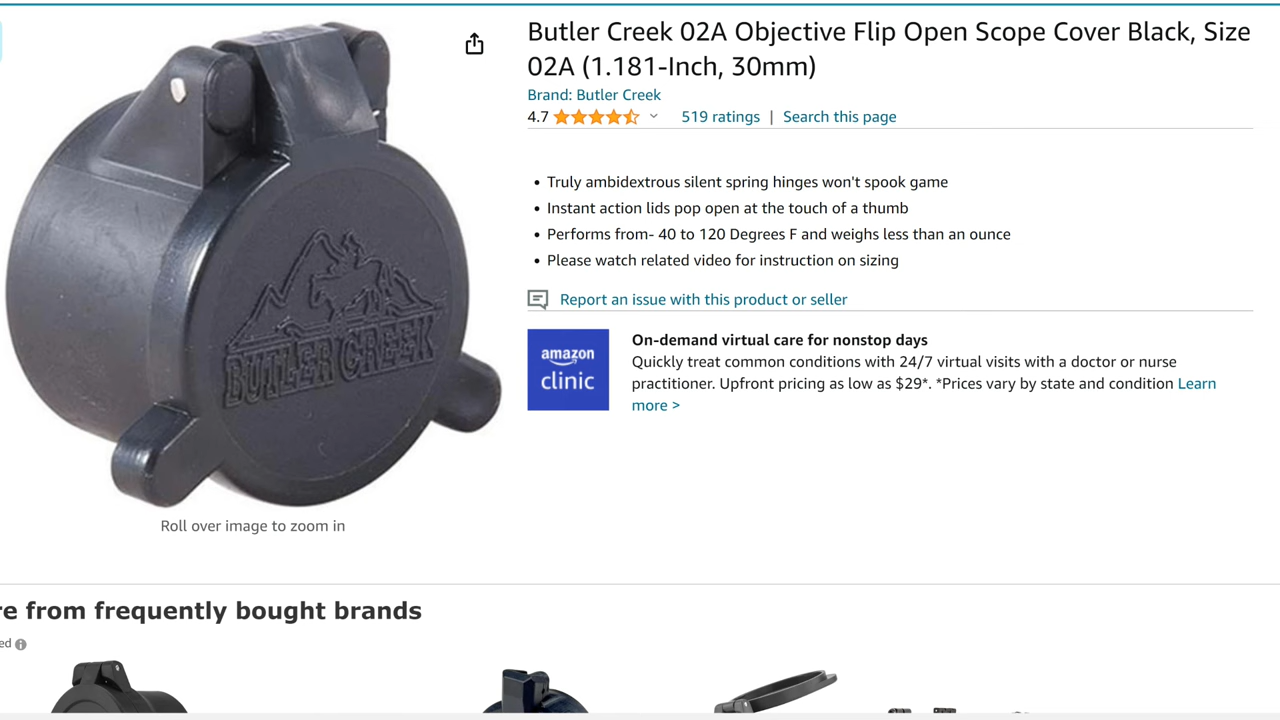 Butler Creek 02A Objective Flip Open Scope Cover Black, Size
02A (1.181-Inch, 30mm)
Brand: Butler Creek
4.7
519 ratings | Search this page
• Truly ambidextrous silent spring hinges won't spook game
• Instant action lids pop open at the touch of a thumb
• Performs from- 40 to 120 Degrees F and weighs less than an ounce
• Please watch related video for instruction on sizing
Report an issue with this product or seller
amazon
clinic
On-demand virtual care for nonstop days
Quickly treat common conditions with 24/7 virtual visits with a doctor or nurse
practitioner. Upfront pricing as low as $29*. *Prices vary by state and condition Learn
more >
BUTLER CREEK
Roll over image to zoom in
re from frequently bought brands
ed